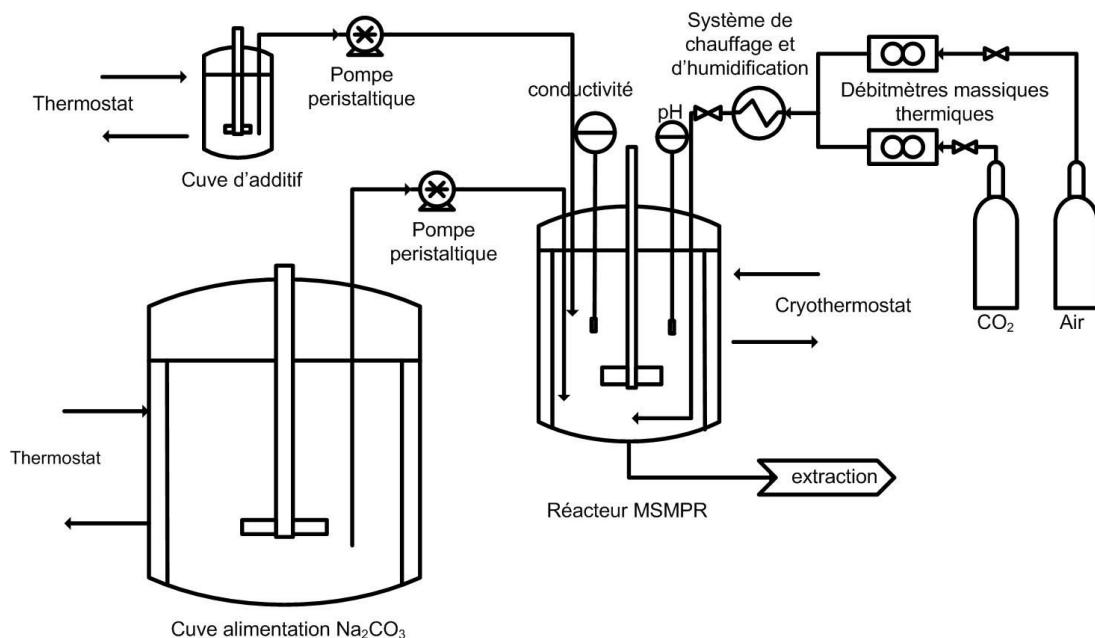 Système de
chauffage et
d'humidification
Pompe
peristaltique
Thermostat
Cuve d'additif
conductivité
pH
Débitmètres massiques
thermiques
Pompe
peristaltique
Cryothermostat
CO₂
Air
Thermostat
extraction
Réacteur MSMPR
Cuve alimentation Na₂CO₃